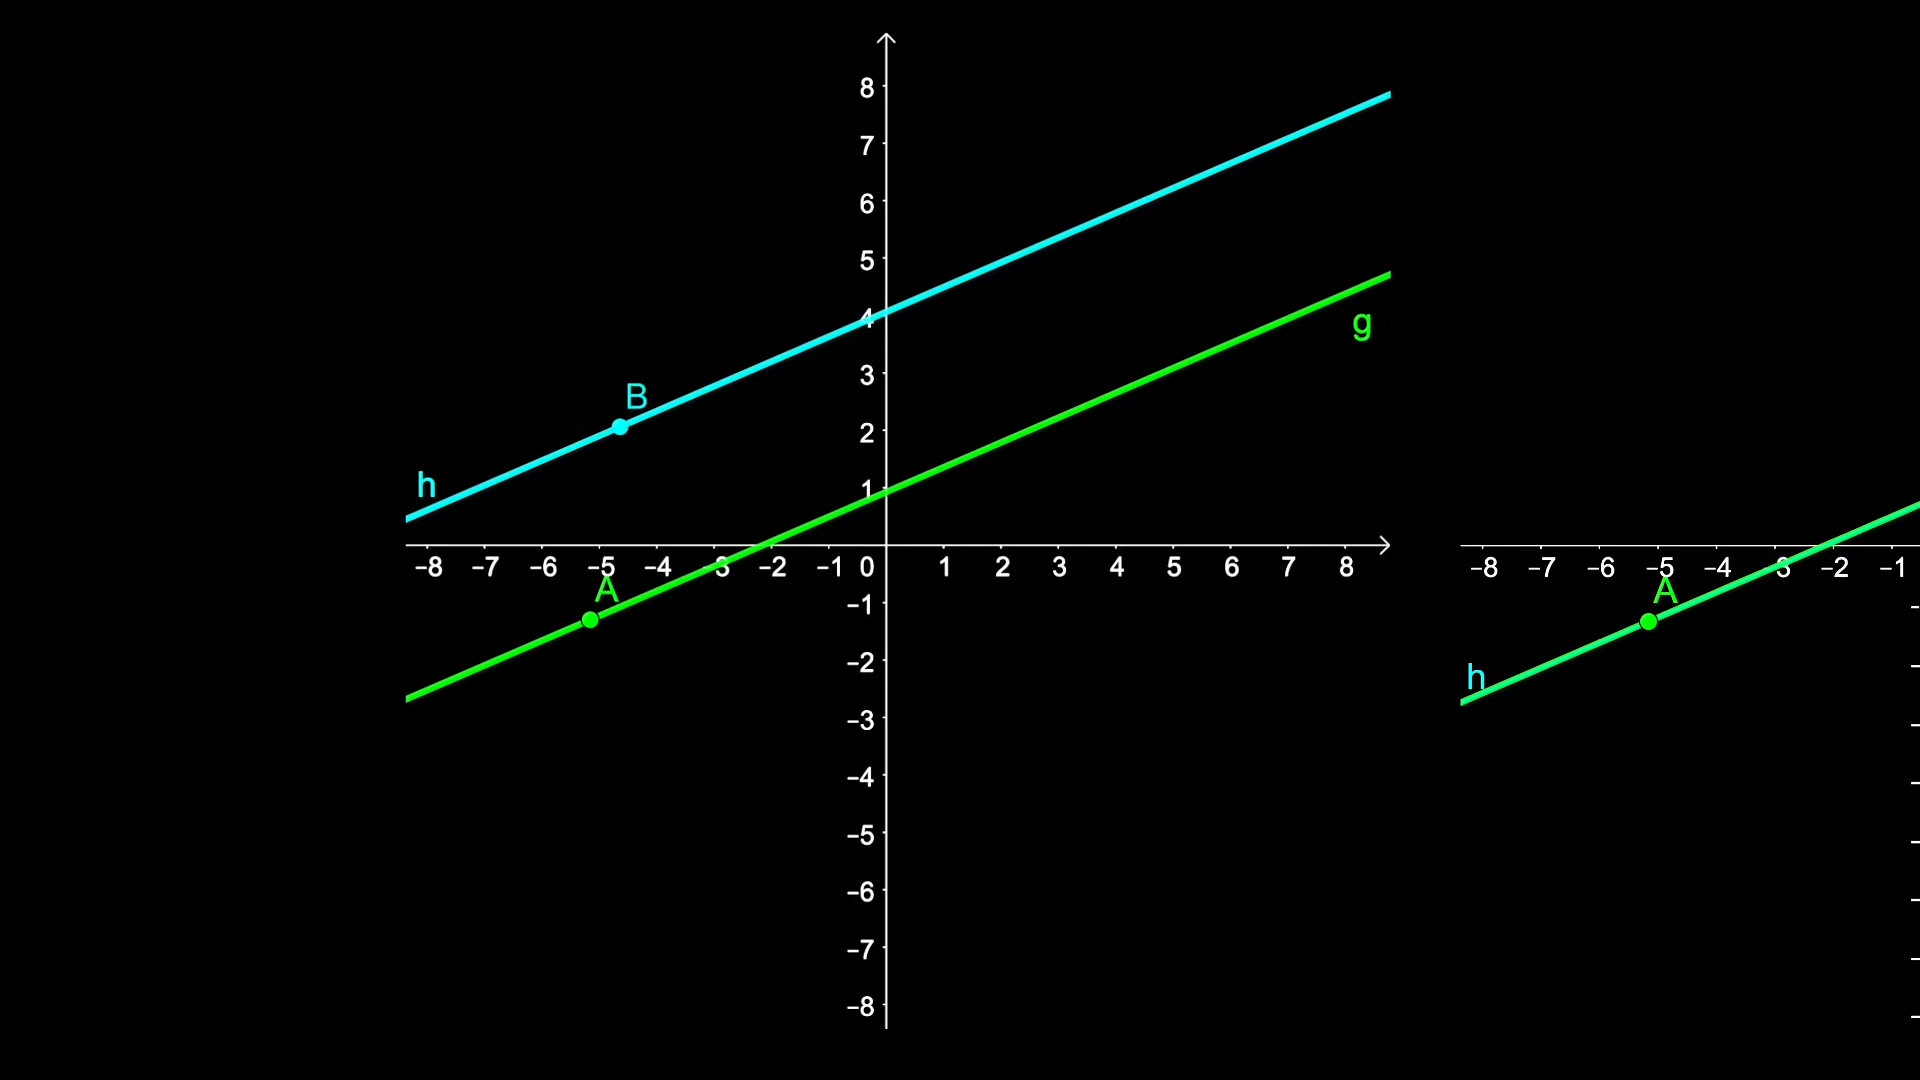 8
7
6
5
4
3
2
1
B
h
g
−8 −7 −6 −5 −4 −3 −2 −1 0 1 2 3 4 5 6 7 8
A
−1
−2
−3
−4
−5
−6
−7
−8
−8 −7 −6 −5 −4 −3 −2 −1
A
h